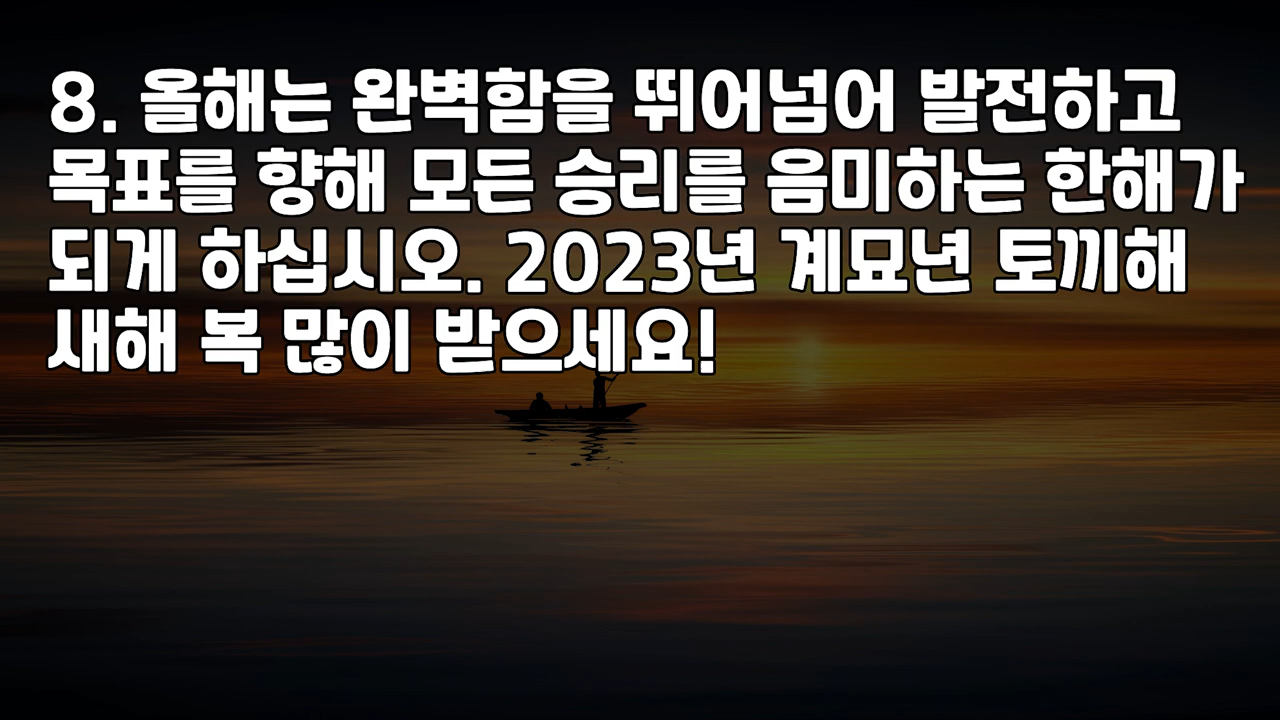 8. 올해는 완벽함을 뛰어넘어 발전하고
목표를 향해 모든 승리를 음미하는 한해가
되게 하십시오. 2023년 계묘년 토끼해
새해 복 많이 받으세요!